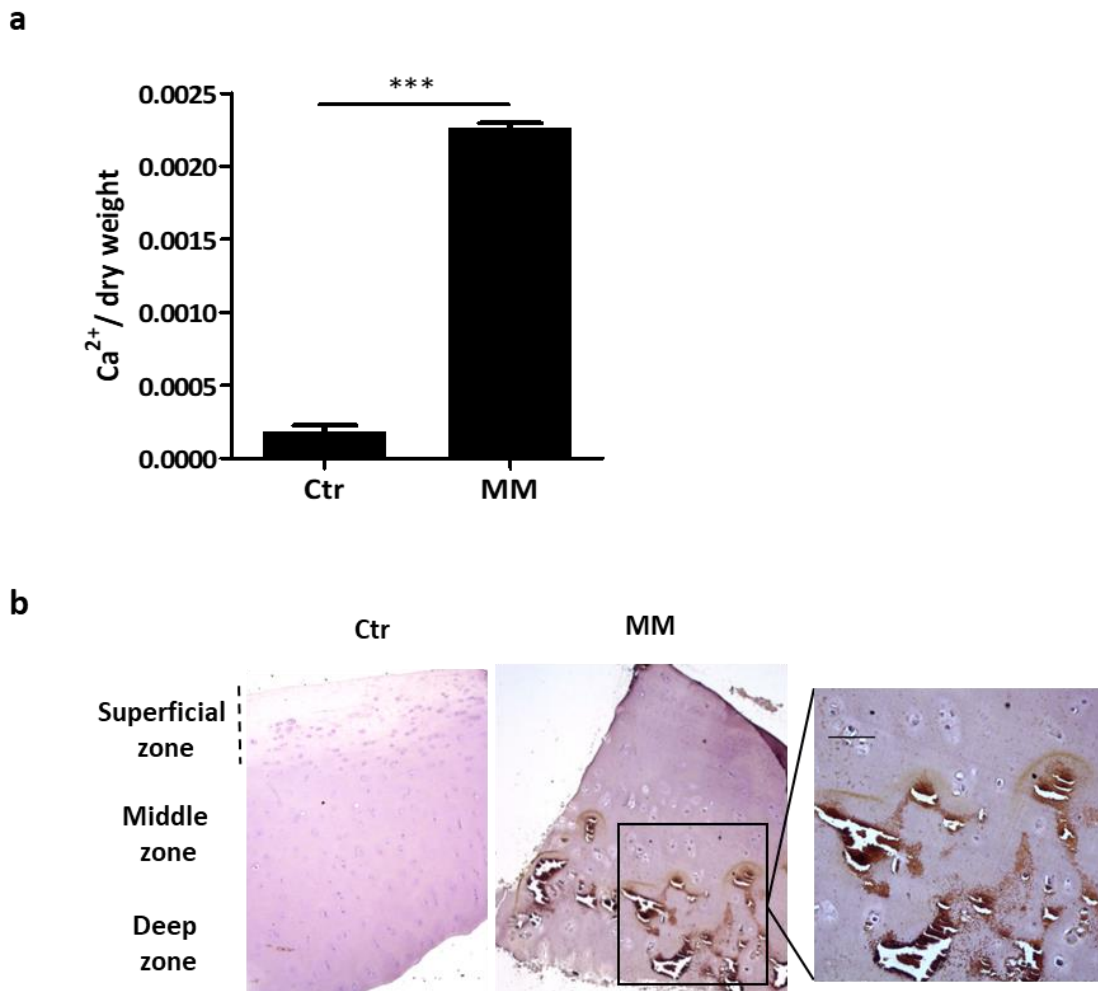 a
***
0.0025
0.0020
0.0015
0.0010
0.0005
0.0000
Ca²⁺/ dry weight
Ctr
MM
b
Ctr
MM
Superficial
zone
Middle
zone
Deep
zone